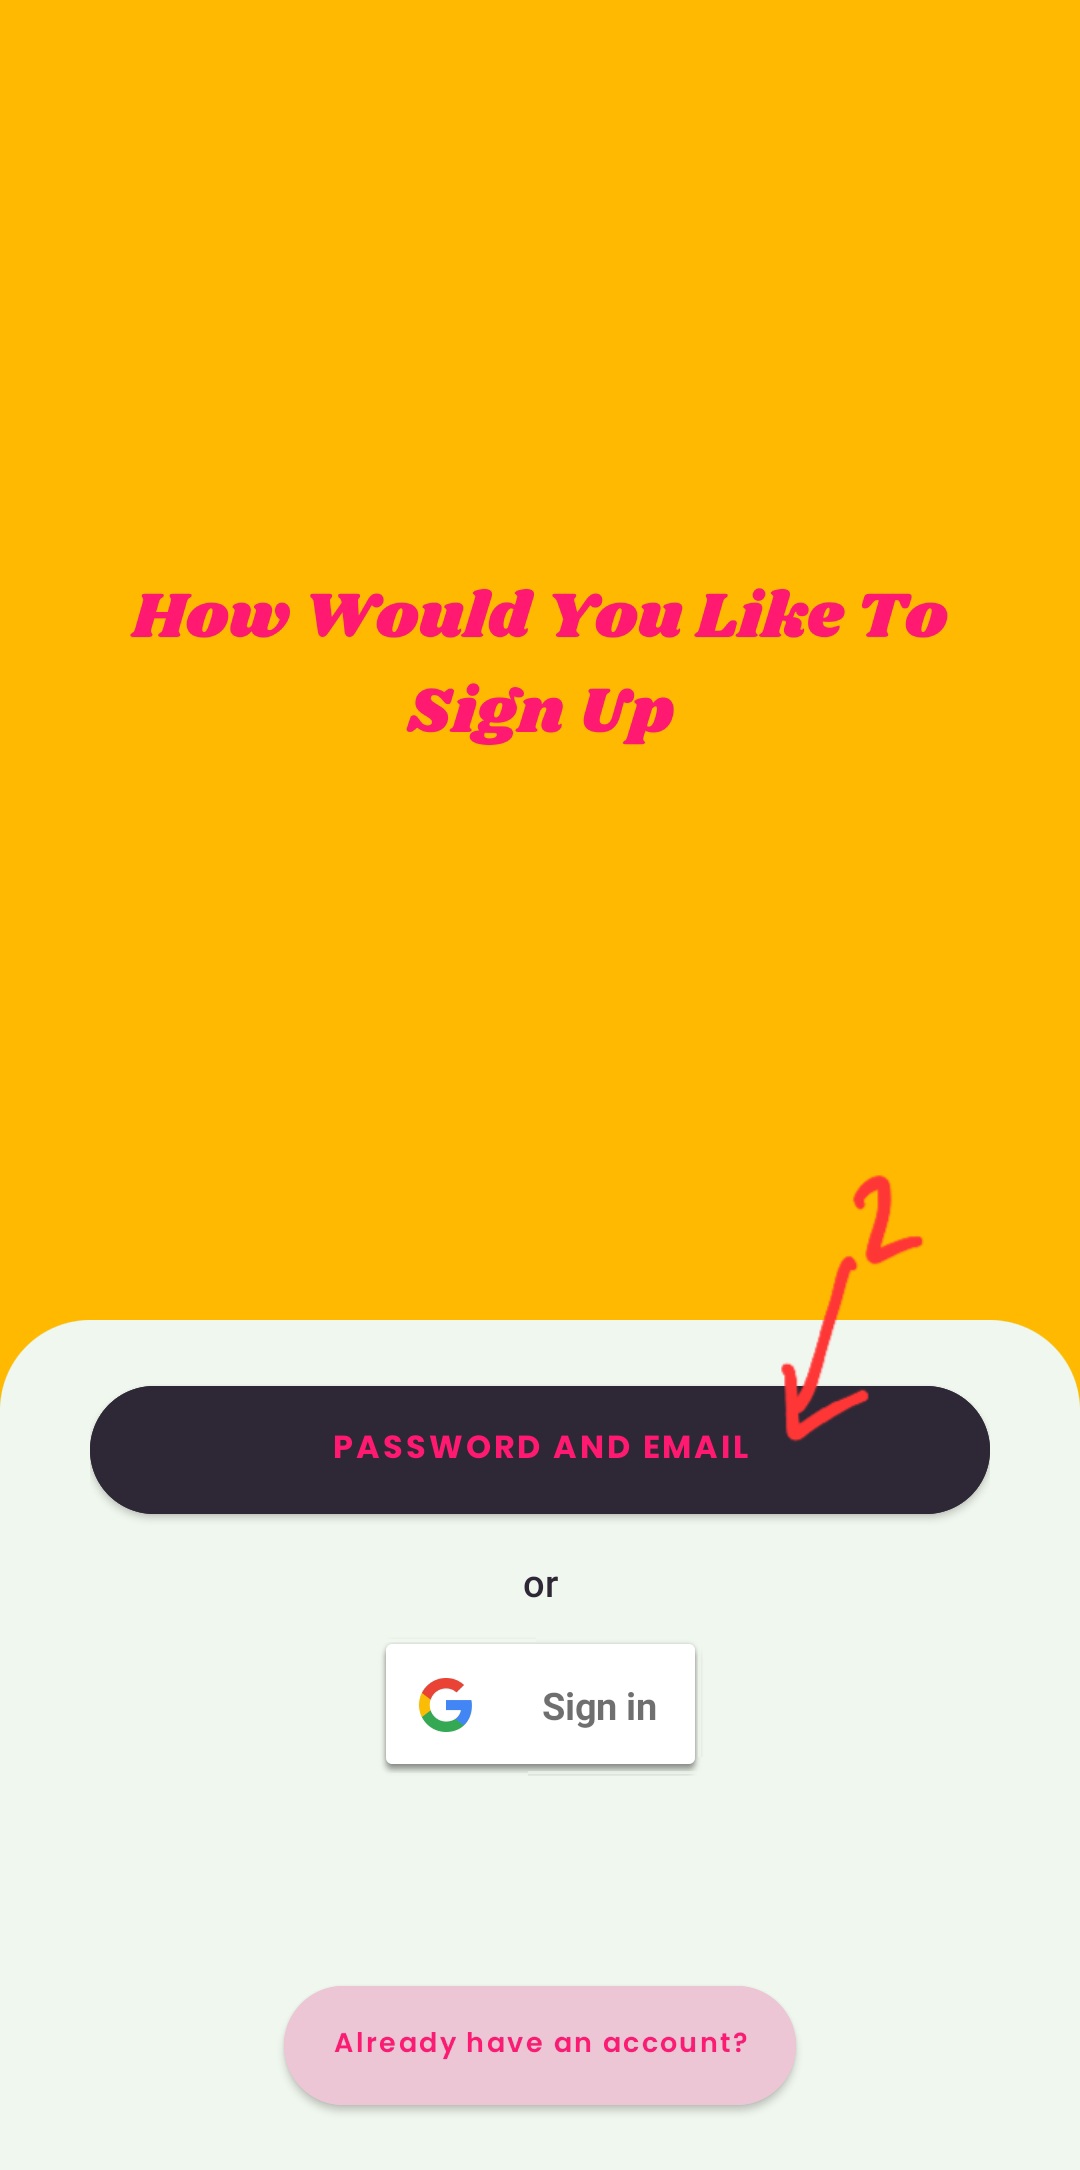 How Would You Like To
Sign Up
2
PASSWORD AND EMAIL
or
Sign in
Already have an account?